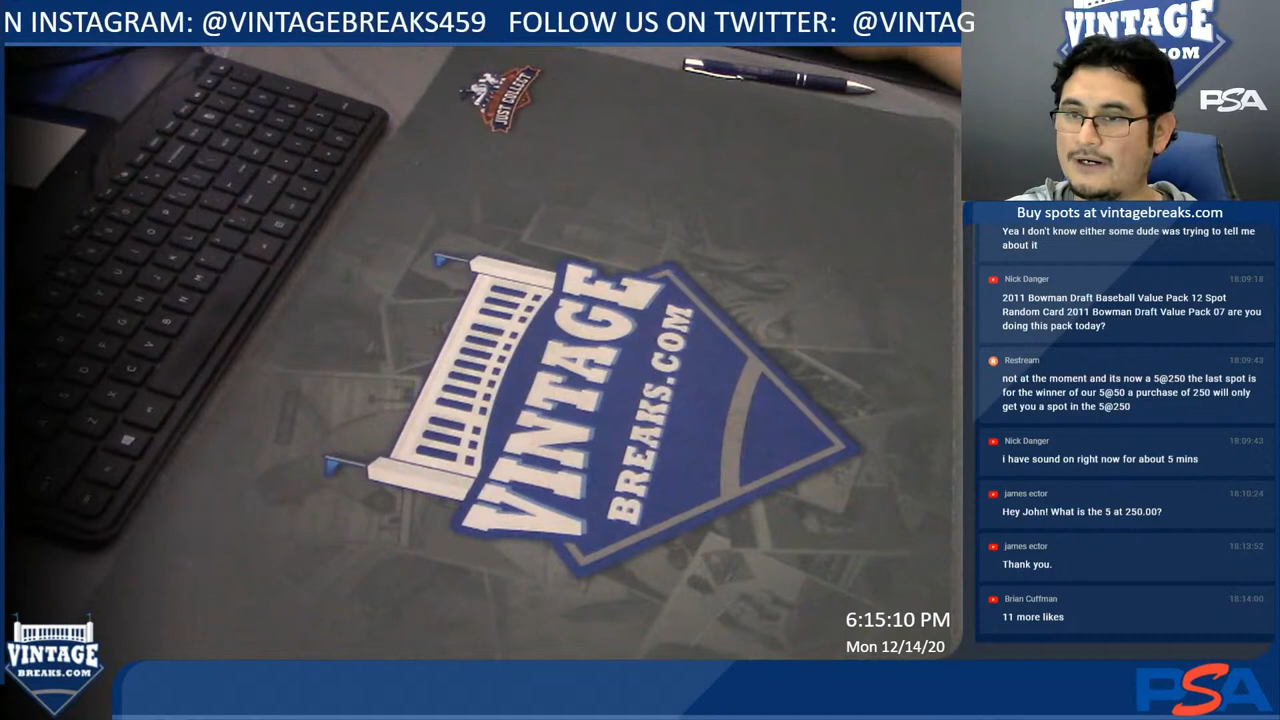 N INSTAGRAM: @VINTAGEBREAKS459 FOLLOW US ON TWITTER: @VINTAG
VINTAGE
.COM
PSA
JUST COLLECT
VINTAGE
BREAKS.COM
Buy spots at vintagebreaks.com
Yea I don't know either some dude was trying to tell me
about it
Nick Danger 18:09:18
2011 Bowman Draft Baseball Value Pack 12 Spot
Random Card 2011 Bowman Draft Value Pack 07 are you
doing this pack today?
Restream 18:09:43
not at the moment and its now a 5@250 the last spot is
for the winner of our 5@50 a purchase of 250 will only
get you a spot in the 5@250
Nick Danger 18:09:43
i have sound on right now for about 5 mins
james ector 18:10:24
Hey John! What is the 5 at 250.00?
james ector 18:13:52
Thank you.
Brian Cuffman 18:14:00
11 more likes
6:15:10 PM
Mon 12/14/20
VINTAGE
BREAKS.COM
PSA